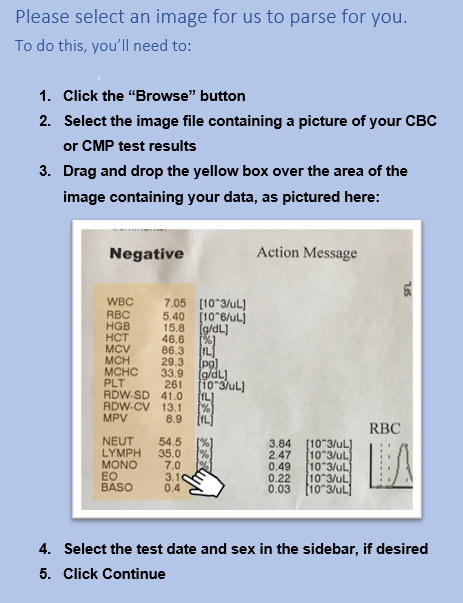 Please select an image for us to parse for you.
To do this, you’ll need to:
1. Click the “Browse” button
2. Select the image file containing a picture of your CBC
or CMP test results
3. Drag and drop the yellow box over the area of the
image containing your data, as pictured here:
Negative Action Message
SFL
WBC 7.05 [10^3/uL]
RBC 5.40 [10^6/uL]
HGB 15.8 [g/dL]
HCT 46.6 [%]
MCV 86.3 [fL]
MCH 29.3 [pg]
MCHC 33.9 [g/dL]
PLT 261 [10^3/uL]
RDW-SD 41.0 [fL]
RDW-CV 13.1 [%]
MPV 8.9 [fL]
RBC
NEUT 54.5 [%] 3.84 [10^3/uL]
LYMPH 35.0 [%] 2.47 [10^3/uL]
MONO 7.0 [%] 0.49 [10^3/uL]
EO 3.1 0.22 [10^3/uL]
BASO 0.4 0.03 [10^3/uL]
4. Select the test date and sex in the sidebar, if desired
5. Click Continue